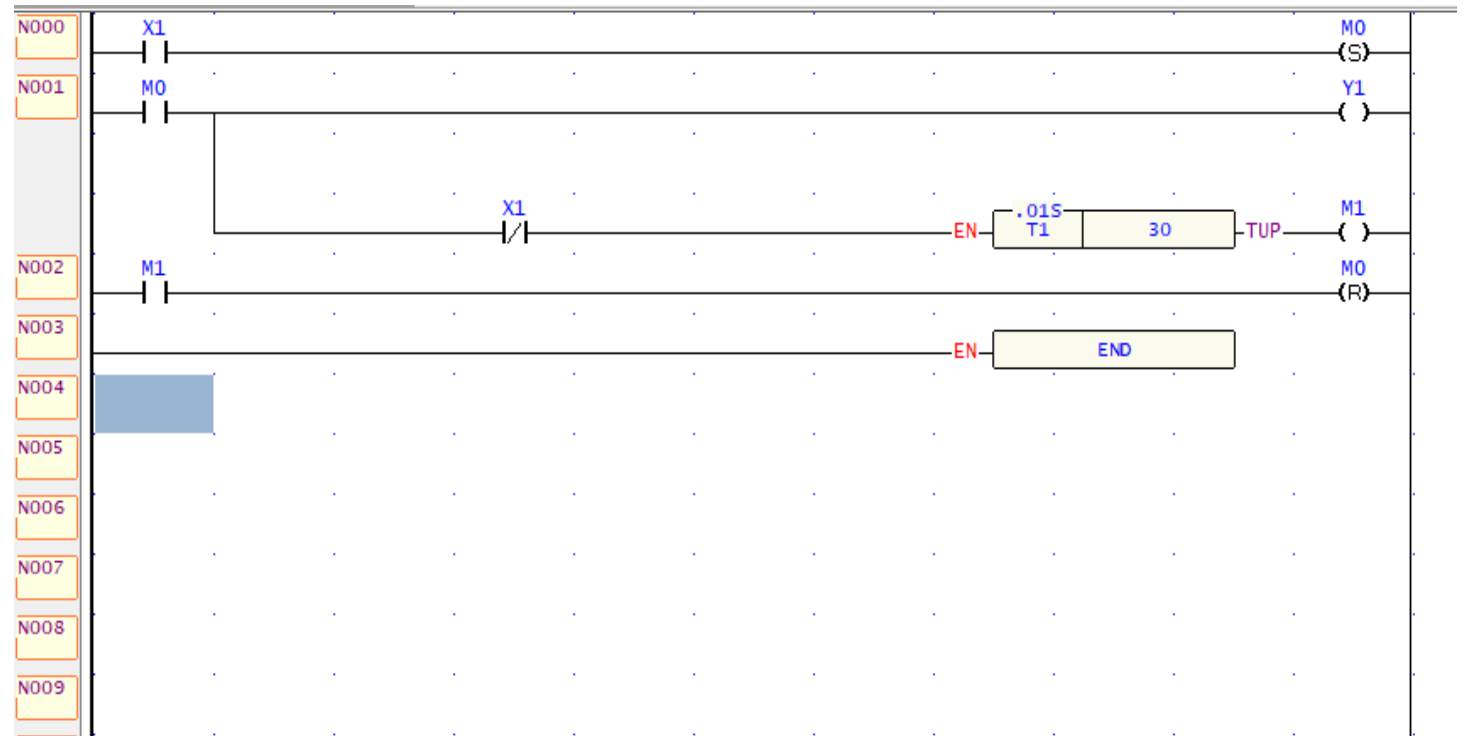 N000 X1 M0
(S)
N001 M0 Y1
( )
X1 .01S M1
EN T1 30 TUP ( )
N002 M1 M0
(R)
N003
EN END
N004
N005
N006
N007
N008
N009